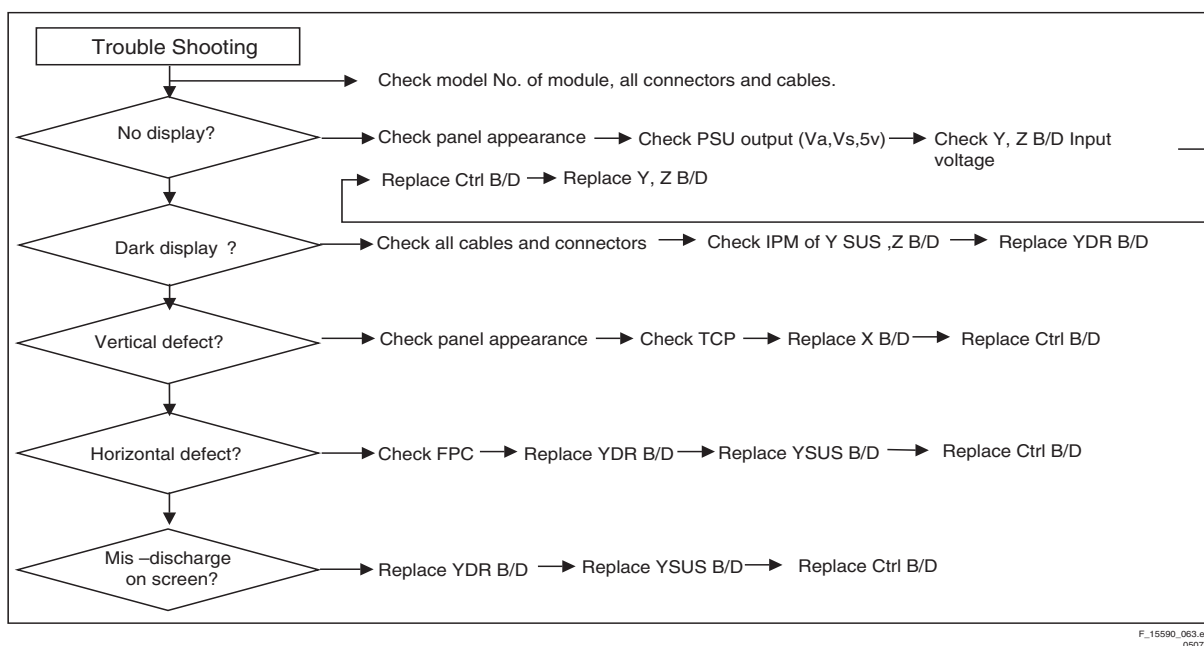 Trouble Shooting
Check model No. of module, all connectors and cables.
No display?
Check panel appearance
Check PSU output (Va,Vs,5v)
Check Y, Z B/D Input
voltage
Replace Ctrl B/D
Replace Y, Z B/D
Dark display ?
Check all cables and connectors
Check IPM of Y SUS ,Z B/D
Replace YDR B/D
Vertical defect?
Check panel appearance
Check TCP
Replace X B/D
Replace Ctrl B/D
Horizontal defect?
Check FPC
Replace YDR B/D
Replace YSUS B/D
Replace Ctrl B/D
Mis –discharge
on screen?
Replace YDR B/D
Replace YSUS B/D
Replace Ctrl B/D
F_15590_063.e
0507